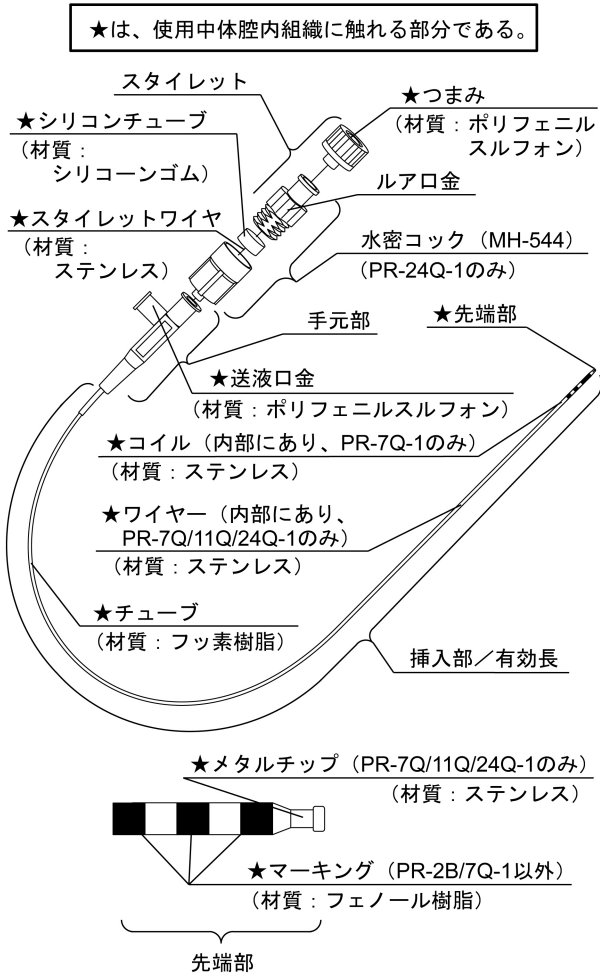 ★は、使用中体腔内組織に触れる部分である。
スタイレット
★つまみ
（材質：ポリフェニル
スルフォン）
★シリコンチューブ
（材質：
シリコーンゴム）
ルアロ金
★スタイレットワイヤ
（材質：
ステンレス）
水密コック（MH-544）
（PR-24Q-1のみ）
手元部
★先端部
★送液口金
（材質：ポリフェニルスルフォン）
★コイル（内部にあり、PR-7Q-1のみ）
（材質：ステンレス）
★ワイヤー（内部にあり、
PR-7Q/11Q/24Q-1のみ）
（材質：ステンレス）
★チューブ
（材質：フッ素樹脂）
挿入部／有効長
★メタルチップ（PR-7Q/11Q/24Q-1のみ）
（材質：ステンレス）
★マーキング（PR-2B/7Q-1以外）
（材質：フェノール樹脂）
先端部